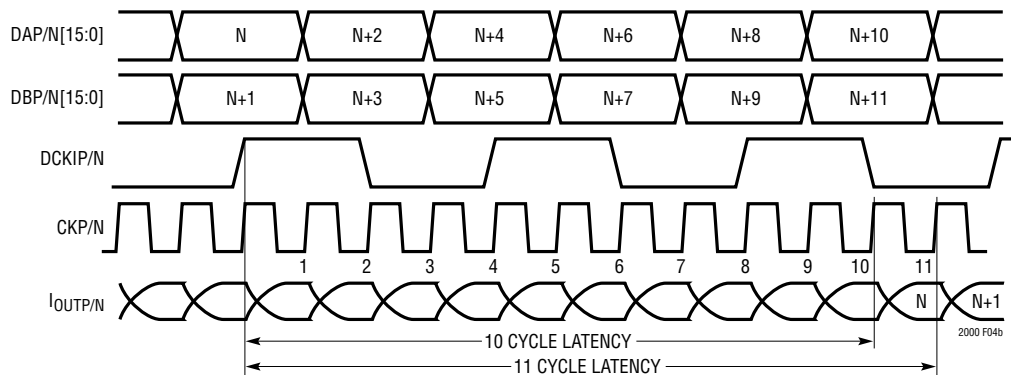 DAP/N[15:0] N N+2 N+4 N+6 N+8 N+10
DBP/N[15:0] N+1 N+3 N+5 N+7 N+9 N+11
DCKIP/N
CKP/N
1 2 3 4 5 6 7 8 9 10 11
IOUTP/N N N+1
2000 F04b
10 CYCLE LATENCY
11 CYCLE LATENCY